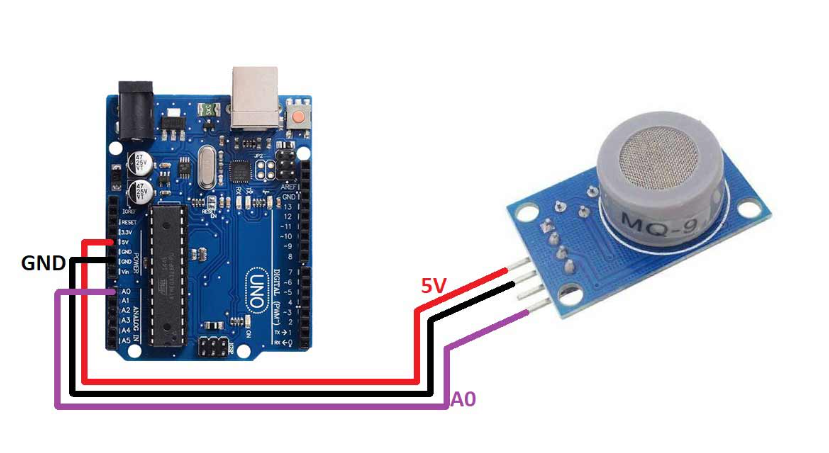 JP2
AREF
GND
13
12
~11
~10
~9
8
7
~6
~5
4
~3
2
TX→1
RX←0
DIGITAL (PWM~)
UNO
ON
RESET
3.3V
5V
GND
GND
Vin
POWER
A0
A1
A2
A3
A4
A5
ANALOG IN
GND
5V
A0
MQ-9